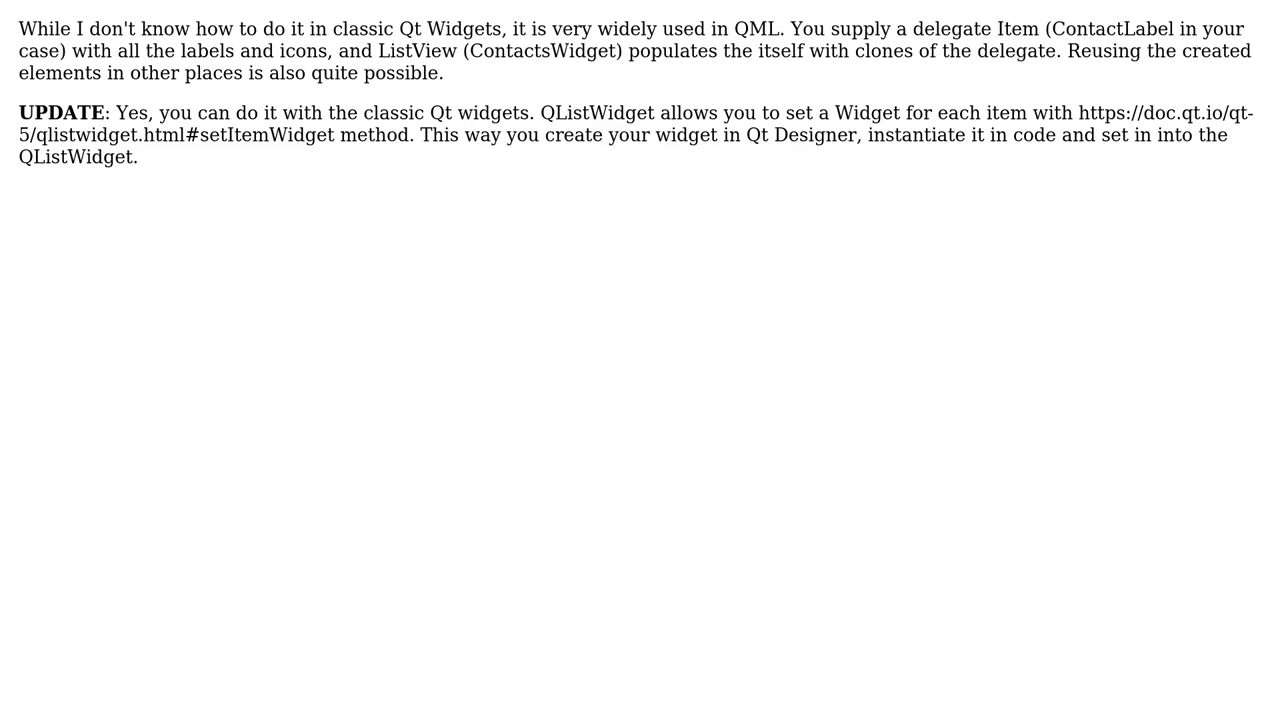 While I don't know how to do it in classic Qt Widgets, it is very widely used in QML. You supply a delegate Item (ContactLabel in your
case) with all the labels and icons, and ListView (ContactsWidget) populates the itself with clones of the delegate. Reusing the created
elements in other places is also quite possible.
UPDATE: Yes, you can do it with the classic Qt widgets. QListWidget allows you to set a Widget for each item with https://doc.qt.io/qt-
5/qlistwidget.html#setItemWidget method. This way you create your widget in Qt Designer, instantiate it in code and set in into the
QListWidget.